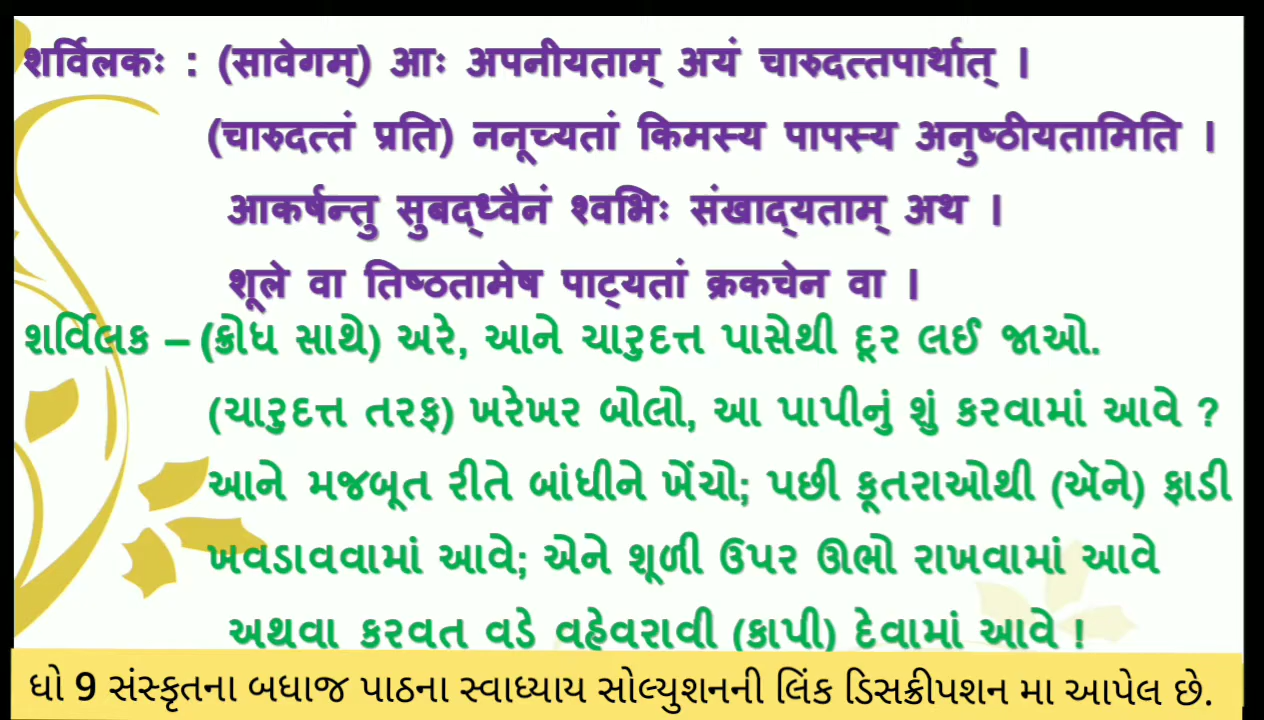 शर्विलकः : (सावेगम्) आः अपनीयताम् अयं चारुदत्तपार्थात् ।
(चारुदत्तं प्रति) ननूच्यतां किमस्य पापस्य अनुष्ठीयतामिति ।
आकर्षन्तु सुबद्ध्वैनं श्वभिः संखाद्यताम् अथ ।
शूले वा तिष्ठतामेष पाट्यतां क्रकचेन वा ।
શર્વિલક – (ક્રોધ સાથે) અરે, આને ચારુદત્ત પાસેથી દૂર લઈ જાઓ.
(ચારુદત્ત તરફ) ખરેખર બોલો, આ પાપીનું શું કરવામાં આવે ?
આને મજબૂત રીતે બાંધીને ખેંચો; પછી કૂતરાઓથી (ઍને) ફાડી
ખવડાવવામાં આવે; એને શૂળી ઉપર ઊભો રાખવામાં આવે
અથવા કરવત વડે વહેવરાવી (કાપી) દેવામાં આવે !
ધો 9 સંસ્કૃતના બધાજ પાઠના સ્વાધ્યાય સોલ્યુશનની લિંક ડિસક્રીપશન મા આપેલ છે.